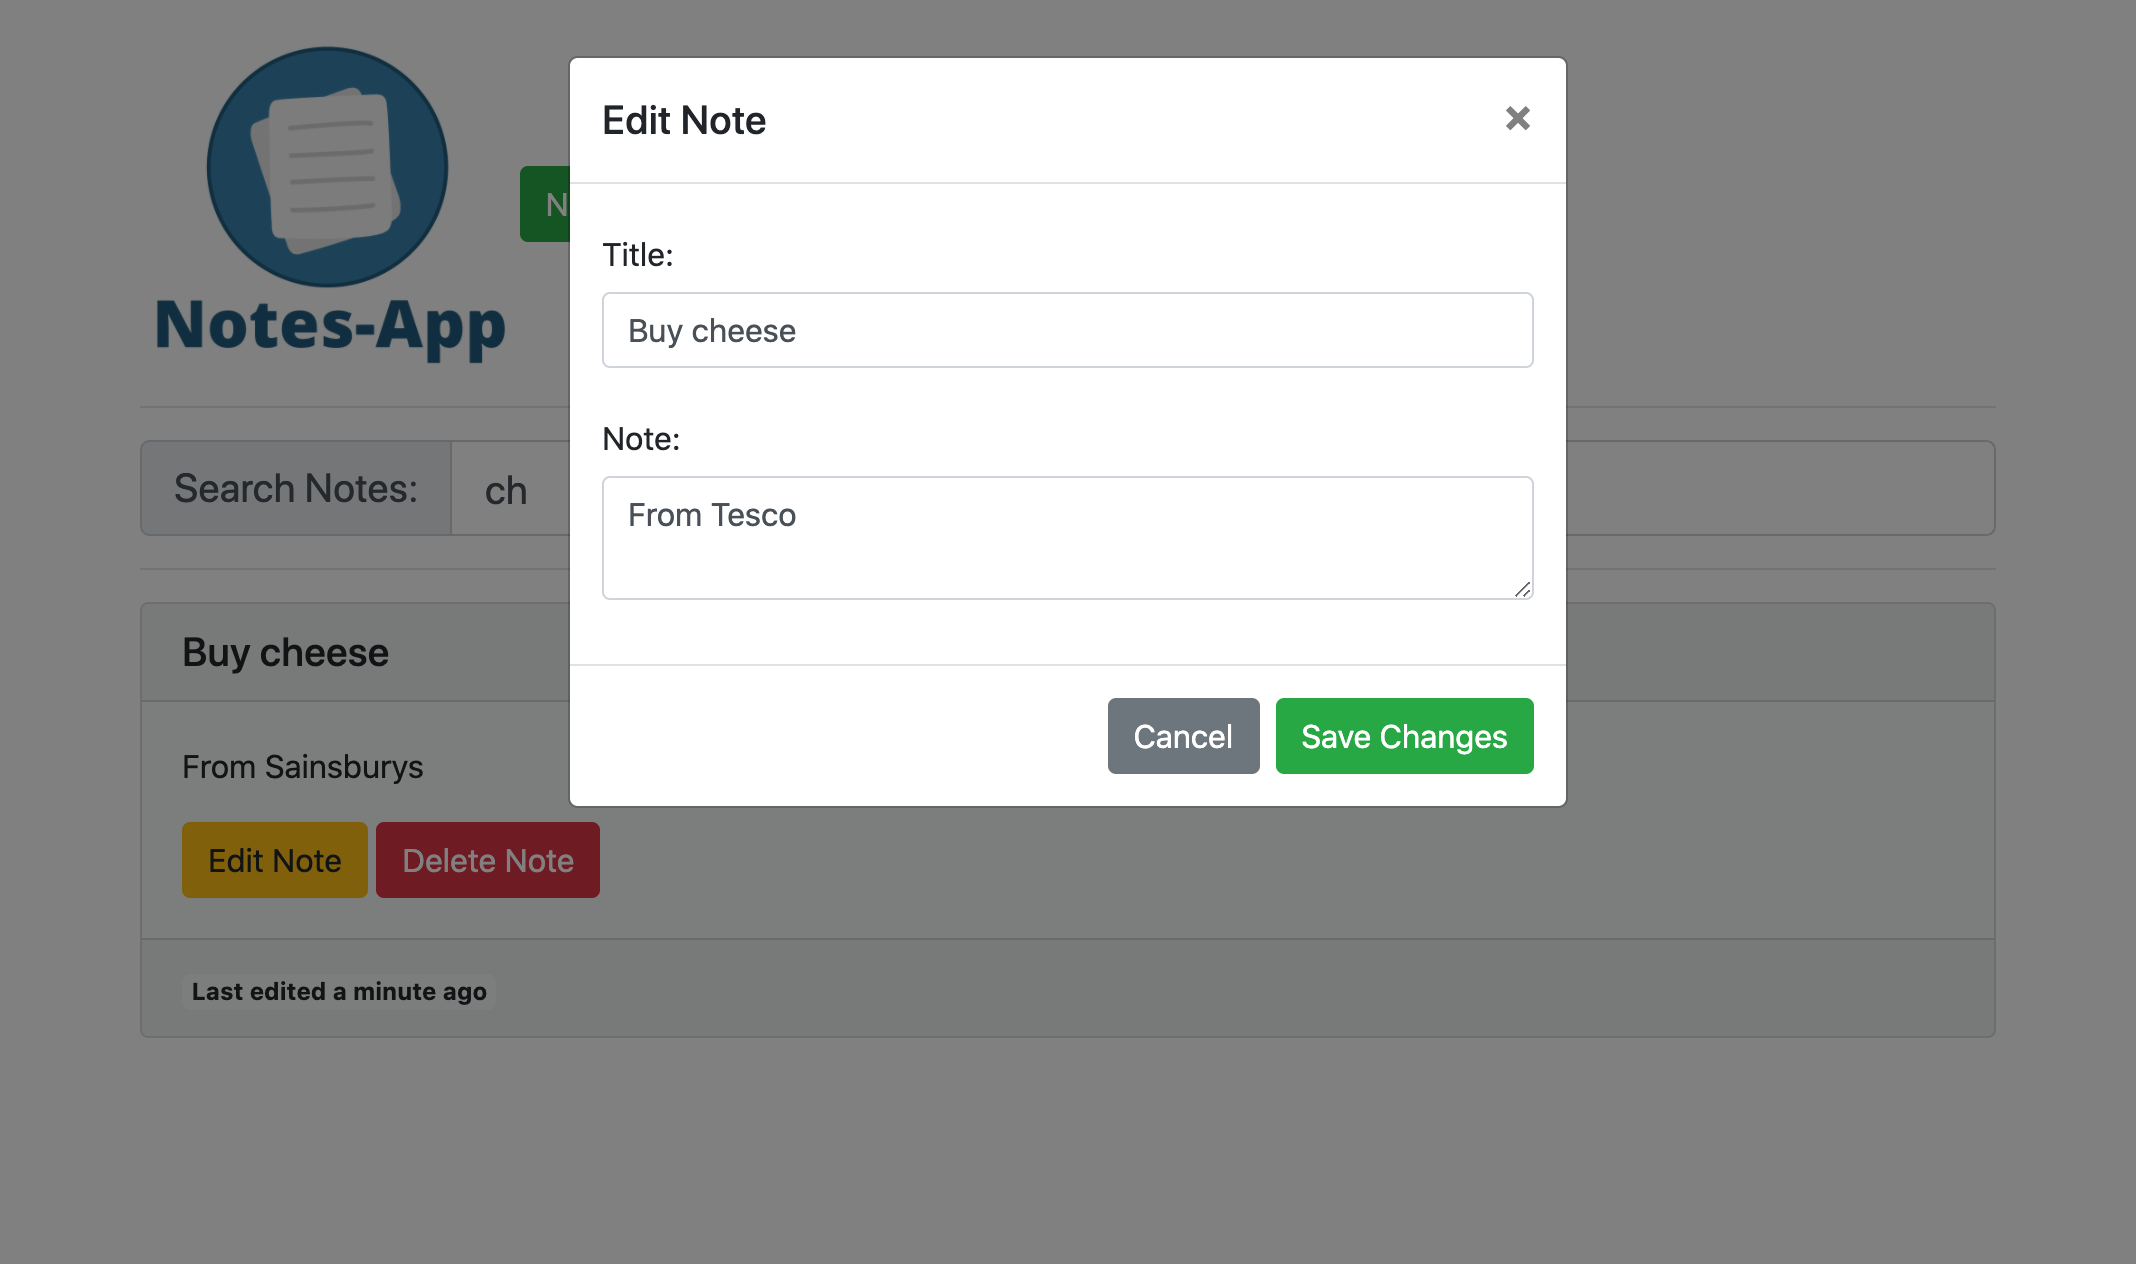 Notes-App
N
Search Notes:
ch
Buy cheese
From Sainsburys
Edit Note
Delete Note
Last edited a minute ago
Edit Note
×
Title:
Buy cheese
Note:
From Tesco
Cancel
Save Changes